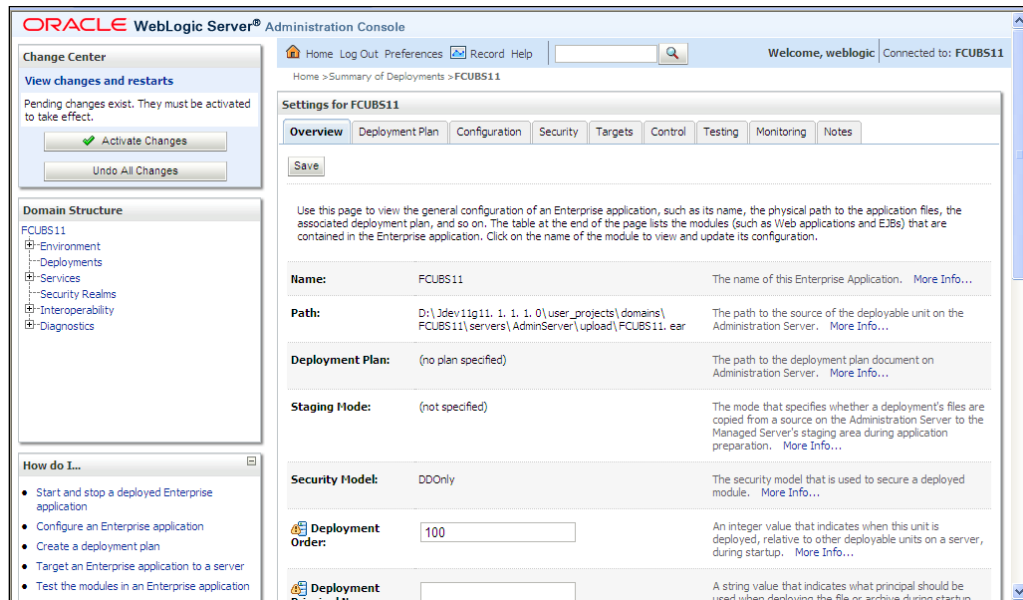 ORACLE WebLogic Server® Administration Console
Change Center
View changes and restarts
Pending changes exist. They must be activated
to take effect.
Activate Changes
Undo All Changes
Domain Structure
FCUBS11
Environment
Deployments
Services
Security Realms
Interoperability
Diagnostics
How do I...
Start and stop a deployed Enterprise
application
Configure an Enterprise application
Create a deployment plan
Target an Enterprise application to a server
Test the modules in an Enterprise application
Home Log Out Preferences Record Help
Welcome, weblogic Connected to: FCUBS11
Home >Summary of Deployments >FCUBS11
Settings for FCUBS11
Overview Deployment Plan Configuration Security Targets Control Testing Monitoring Notes
Save
Use this page to view the general configuration of an Enterprise application, such as its name, the physical path to the application files, the
associated deployment plan, and so on. The table at the end of the page lists the modules (such as Web applications and EJBs) that are
contained in the Enterprise application. Click on the name of the module to view and update its configuration.
Name: FCUBS11 The name of this Enterprise Application. More Info...
Path: D:\Jdev11g11. 1. 1. 1. 0\user_projects\domains\ The path to the source of the deployable unit on the
FCUBS11\servers\AdminServer\upload\FCUBS11. ear Administration Server. More Info...
Deployment Plan: (no plan specified) The path to the deployment plan document on
Administration Server. More Info...
Staging Mode: (not specified) The mode that specifies whether a deployment's files are
copied from a source on the Administration Server to the
Managed Server's staging area during application
preparation. More Info...
Security Model: DDOnly The security model that is used to secure a deployed
module. More Info...
Deployment 100 An integer value that indicates when this unit is
Order: deployed, relative to other deployable units on a server,
during startup. More Info...
Deployment A string value that indicates what principal should be
used when deploying the file or archive during startup